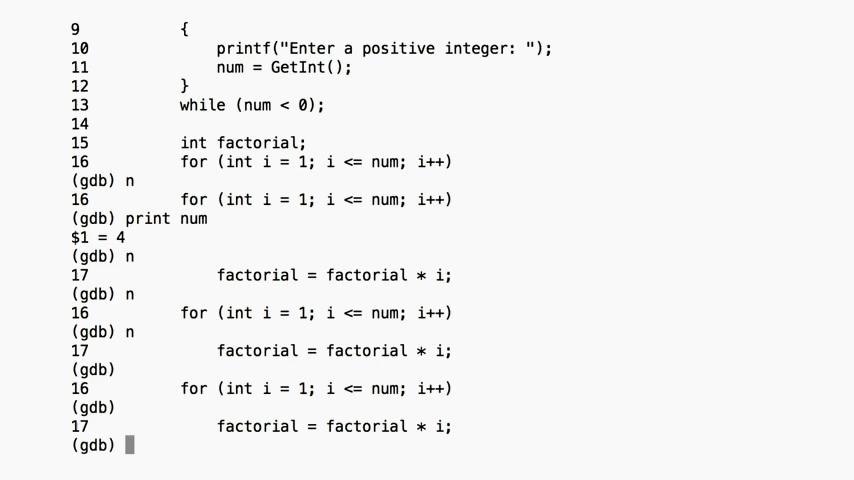 9          {
10             printf("Enter a positive integer: ");
11             num = GetInt();
12         }
13         while (num < 0);
14
15         int factorial;
16         for (int i = 1; i <= num; i++)
(gdb) n
16         for (int i = 1; i <= num; i++)
(gdb) print num
$1 = 4
(gdb) n
17             factorial = factorial * i;
(gdb) n
16         for (int i = 1; i <= num; i++)
(gdb) n
17             factorial = factorial * i;
(gdb)
16         for (int i = 1; i <= num; i++)
(gdb)
17             factorial = factorial * i;
(gdb)